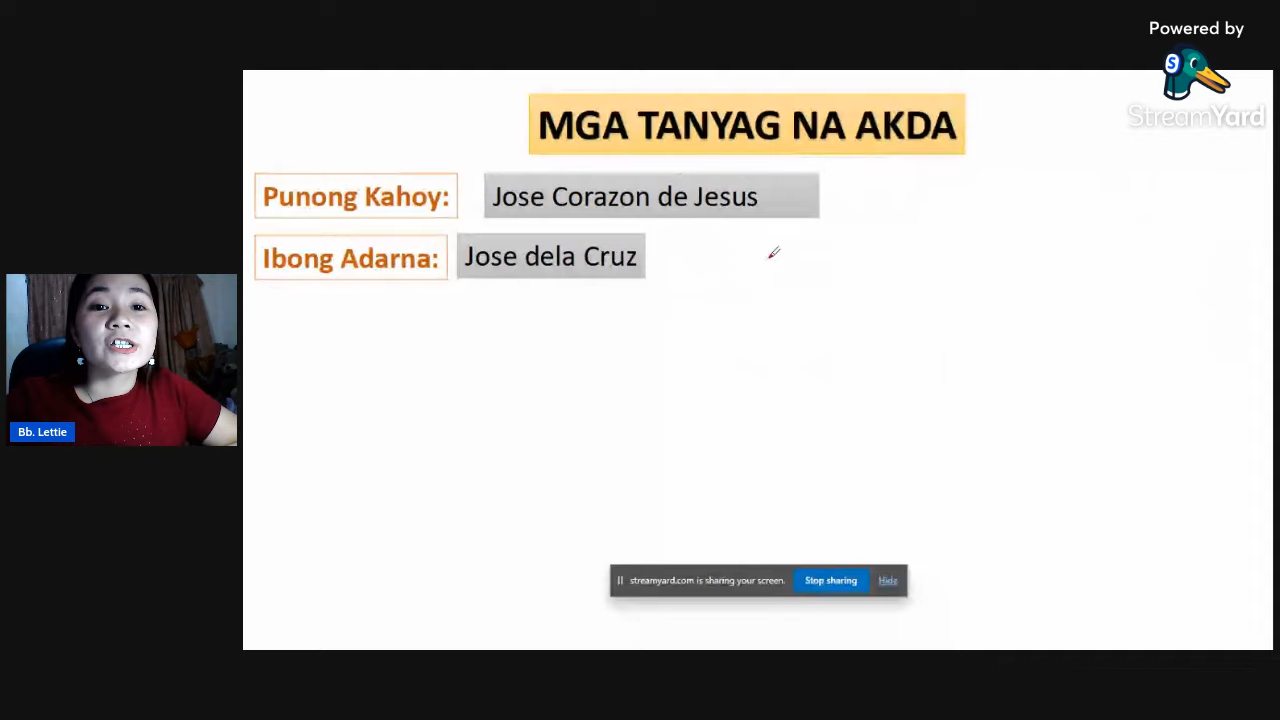 Powered by
StreamYard
MGA TANYAG NA AKDA
Punong Kahoy: Jose Corazon de Jesus
Ibong Adarna: Jose dela Cruz
Bb. Lettie
streamyard.com is sharing your screen. Stop sharing Hide